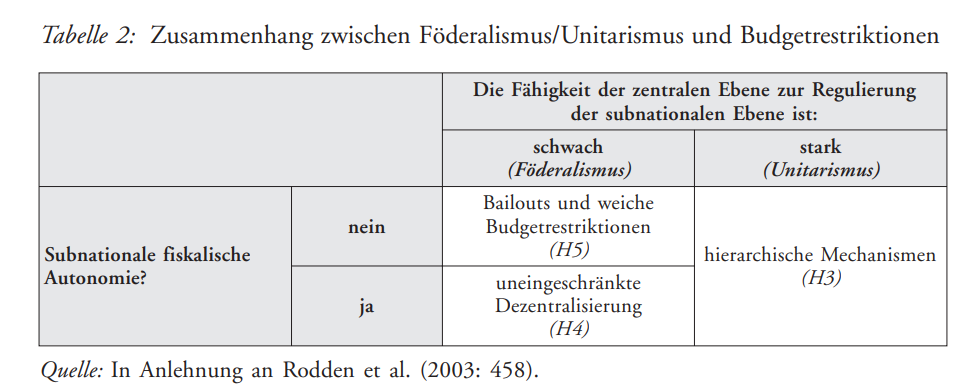 Tabelle 2: Zusammenhang zwischen Föderalismus/Unitarismus und Budgetrestriktionen
Die Fähigkeit der zentralen Ebene zur Regulierung
der subnationalen Ebene ist:
schwach
(Föderalismus)
stark
(Unitarismus)
Subnationale fiskalische
Autonomie?
nein
Bailouts und weiche
Budgetrestriktionen
(H5)
hierarchische Mechanismen
(H3)
ja
uneingeschränkte
Dezentralisierung
(H4)
Quelle: In Anlehnung an Rodden et al. (2003: 458).